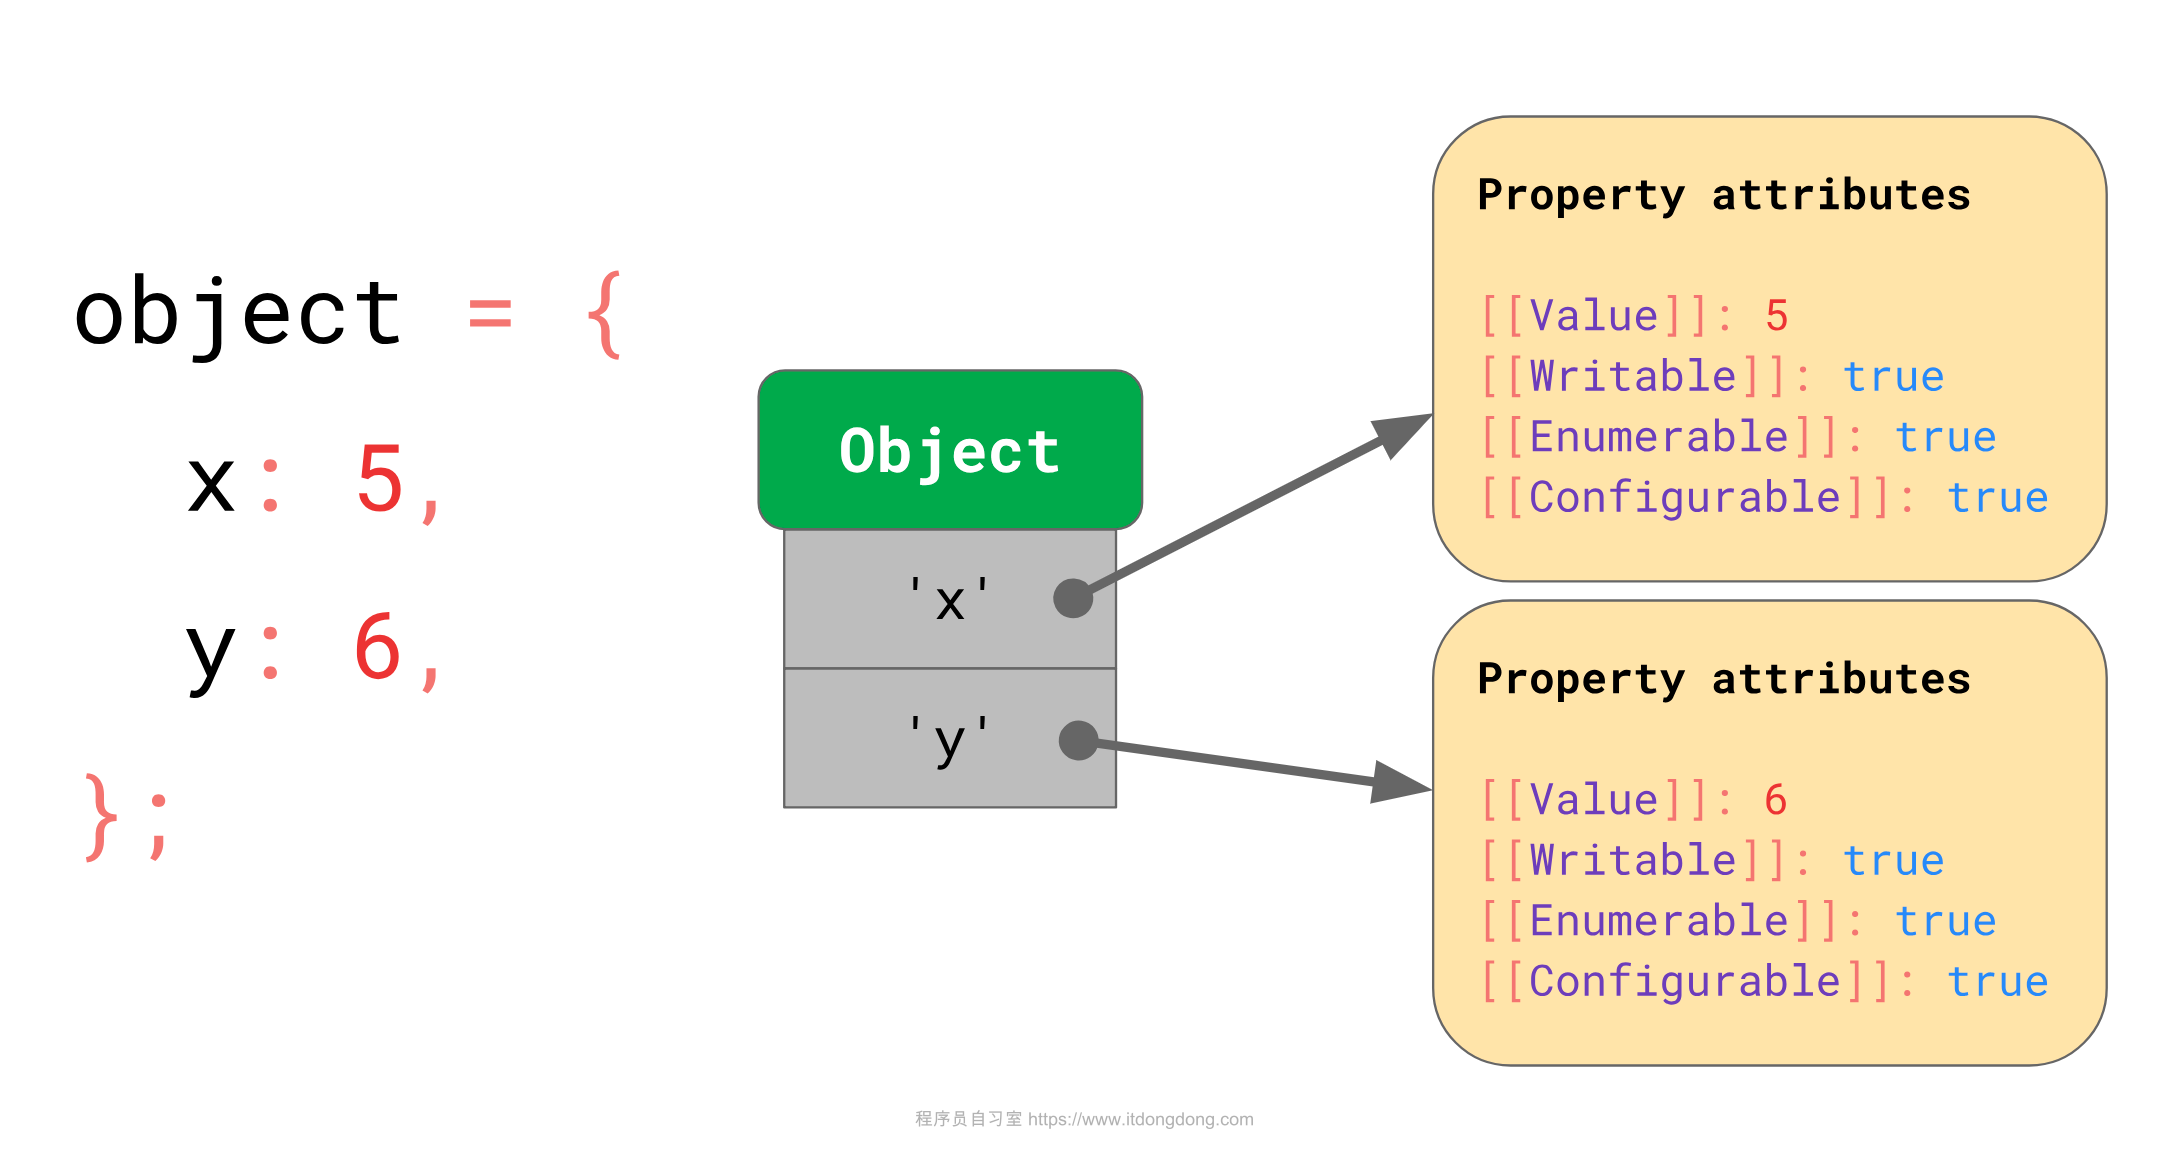 object = {
x: 5,
y: 6,
};
Object
'x'
'y'
Property attributes
[[Value]]: 5
[[Writable]]: true
[[Enumerable]]: true
[[Configurable]]: true
Property attributes
[[Value]]: 6
[[Writable]]: true
[[Enumerable]]: true
[[Configurable]]: true
程序员自习室 https://www.itdongdong.com